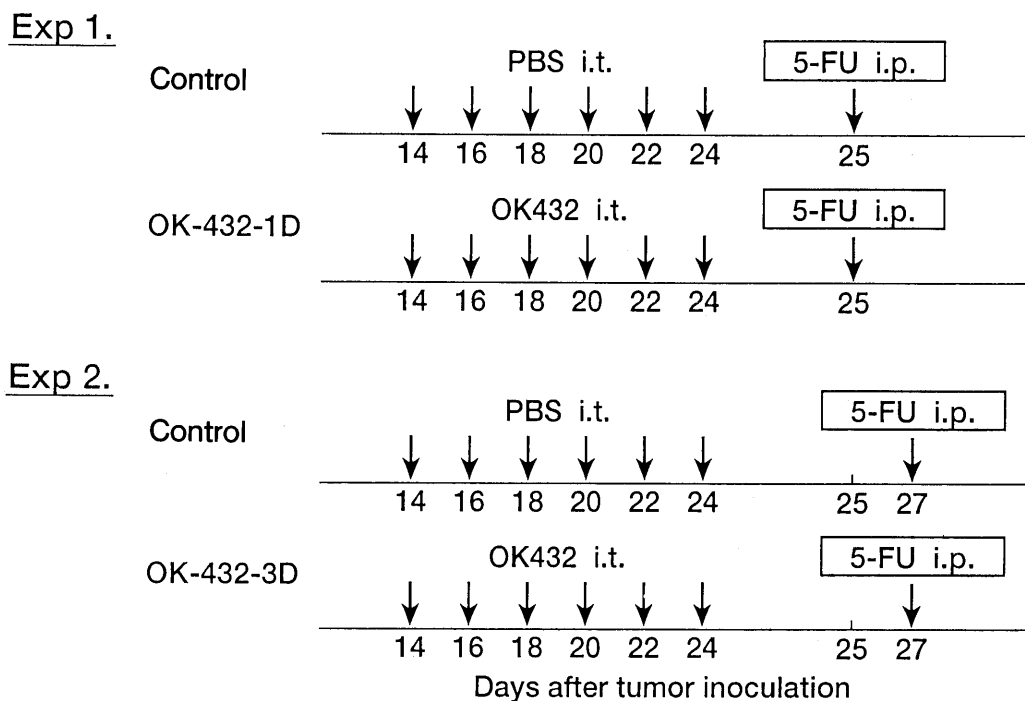 Exp 1.
Control
PBS i.t.
5-FU i.p.
14 16 18 20 22 24 25
OK-432-1D
OK432 i.t.
5-FU i.p.
14 16 18 20 22 24 25
Exp 2.
Control
PBS i.t.
5-FU i.p.
14 16 18 20 22 24 25 27
OK-432-3D
OK432 i.t.
5-FU i.p.
14 16 18 20 22 24 25 27
Days after tumor inoculation